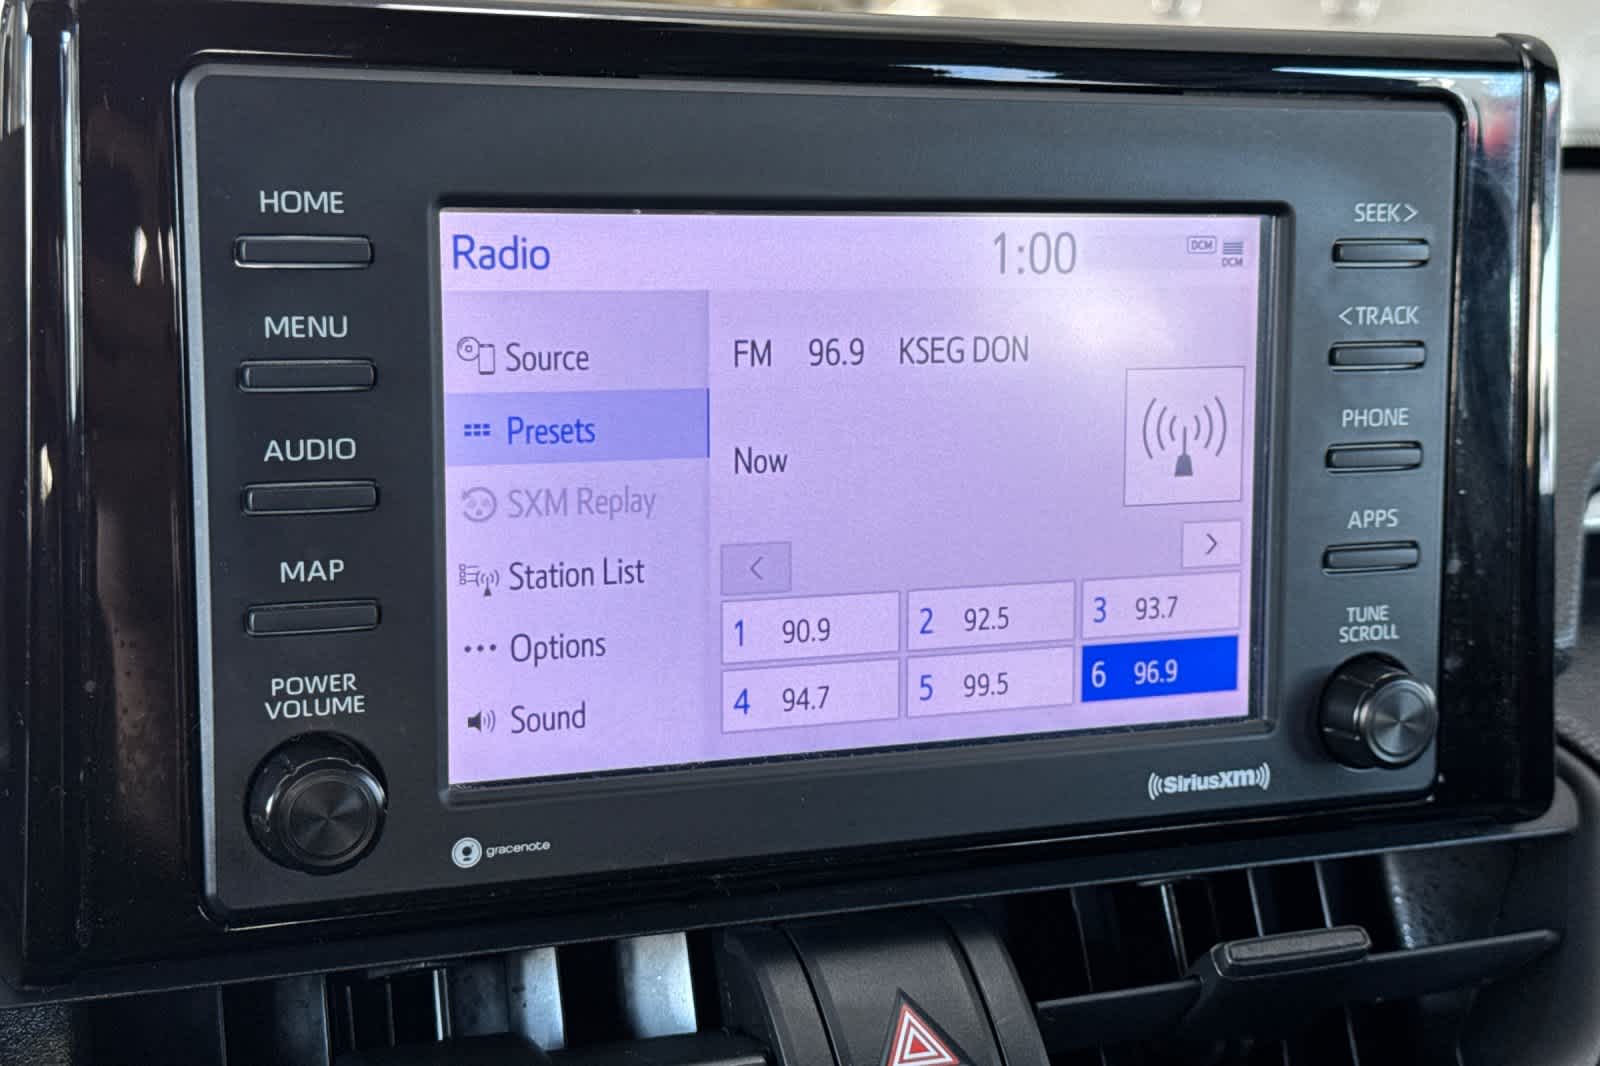 HOME
MENU
AUDIO
MAP
POWER
VOLUME
Radio
1:00
DCM
DCM
Source
Presets
SXM Replay
Station List
Options
Sound
FM 96.9 KSEG DON
Now
<
>
1 90.9
2 92.5
3 93.7
4 94.7
5 99.5
6 96.9
SEEK>
<TRACK
PHONE
APPS
TUNE
SCROLL
gracenote
SiriusXM